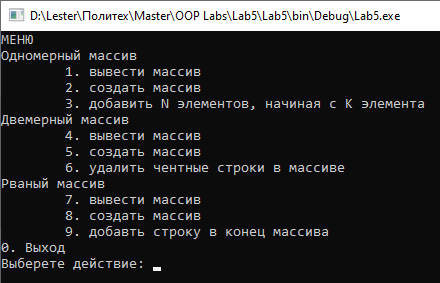 D:\Lester\Политех\Master\OOP Labs\Lab5\Lab5\bin\Debug\Lab5.exe
МЕНЮ
Одномерный массив
1. вывести массив
2. создать массив
3. добавить N элементов, начиная с K элемента
Двемерный массив
4. вывести массив
5. создать массив
6. удалить чентные строки в массиве
Рваный массив
7. вывести массив
8. создать массив
9. добавть строку в конец массива
0. Выход
Выберете действие: